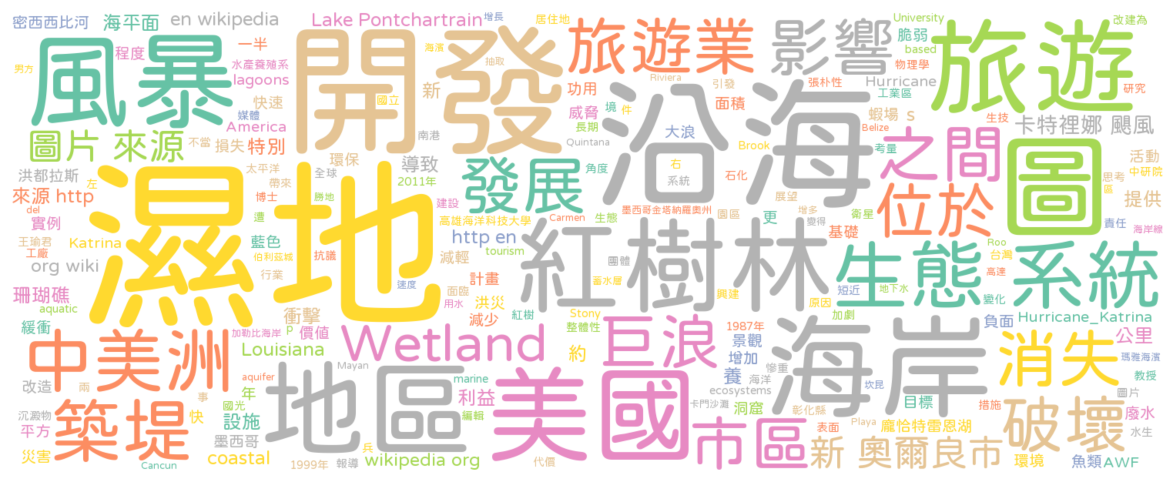 密西西比河 海平面 en wikipedia Lake Pontchartrain 增長 居住地 University 改建為
風暴 程度 一半 開發 旅遊業 影響 脆弱 based 旅遊
男方 水產養殖系 lagoons 海濱 抽取 Riviera 引發 張朴性 Hurricane 物理學
快速 國立 新 功用 面積 工業區 研究
媒體 America 威脅 境 件 蝦場 s 生技
圖片 來源 不當 損失 特別 南港 長期 大浪 Belize 卡特裡娜 颶風
沿海 Quintana Brook 考量 之間 圖 活動
洪都拉斯 太平洋 環保 導致 發展 角度 右 石化 展望 思考 中研院
左 帶來 全球 2011年 系統 位於 區 提供
來源 http 博士 勝地 建設 Carmen 墨西哥金塔納羅奧州 園區 增多 衛星 責任
del 實例 遭 濕地 高雄海洋科技大學 生態 更 變得 基礎 Roo 海岸線
王瑜君 Katrina 藍色 抗議 http en 團體 紅樹林 台灣
工廠 伯利茲城 減輕 tourism 蓄水層 高達
org wiki 行業 面臨 速度 計畫 興建 地下水 生態 系統
珊瑚礁 用水 洪災 紅樹 原因 短近 變化
aquatic 衝擊 減少 Stony 加劇 Hurricane_Katrina
緩衝 加勒比海岸 P 價值 整體性 1987年 負面 公里
中美洲 Louisiana Wetland 約 巨浪 景觀 海岸 消失 瑪雅海濱
aquifer Mayan marine 增加 慘重 教授
改造 兩 年 地區 利益 美國 養 海洋 坎昆 圖片
事 ecosystems
沉澱物 國光 設施 編輯 洞窟 卡門沙灘 彰化縣 目標 措施 廢水
平方 築堤 快 墨西哥 兵 市區 表面 Playa 龐恰特雷恩湖 破壞 水生
災害 coastal 1999年 報導 wikipedia org 代價 新 奧爾良市 環境 魚類 AWF
Cancun